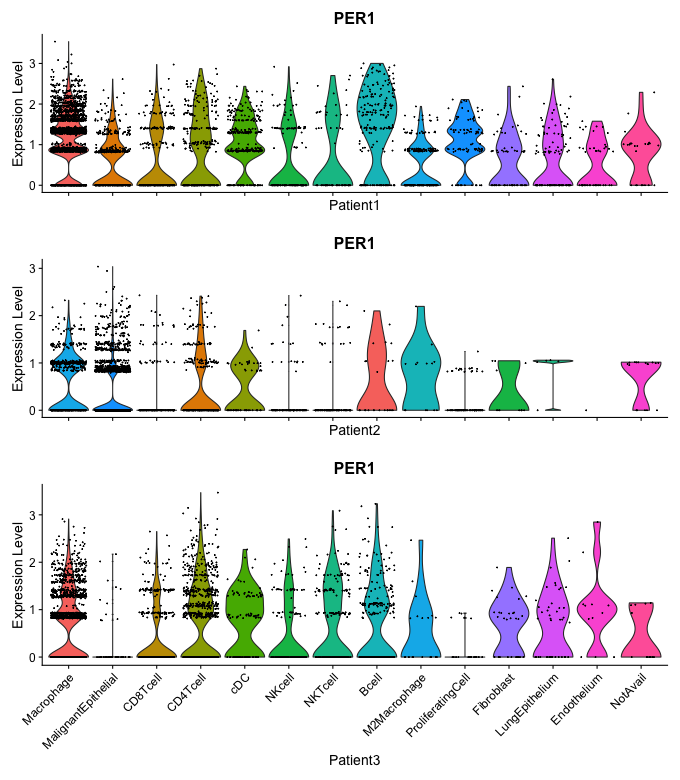 PER1
Expression Level
3
2
1
0
Patient1
PER1
Expression Level
3
2
1
0
Patient2
PER1
Expression Level
3
2
1
0
Macrophage
MalignantEpithelial
CD8Tcell
CD4Tcell
cDC
NKcell
NKTcell
Bcell
M2Macrophage
ProliferatingCell
Fibroblast
LungEpithelium
Endothelium
NotAvail
Patient3